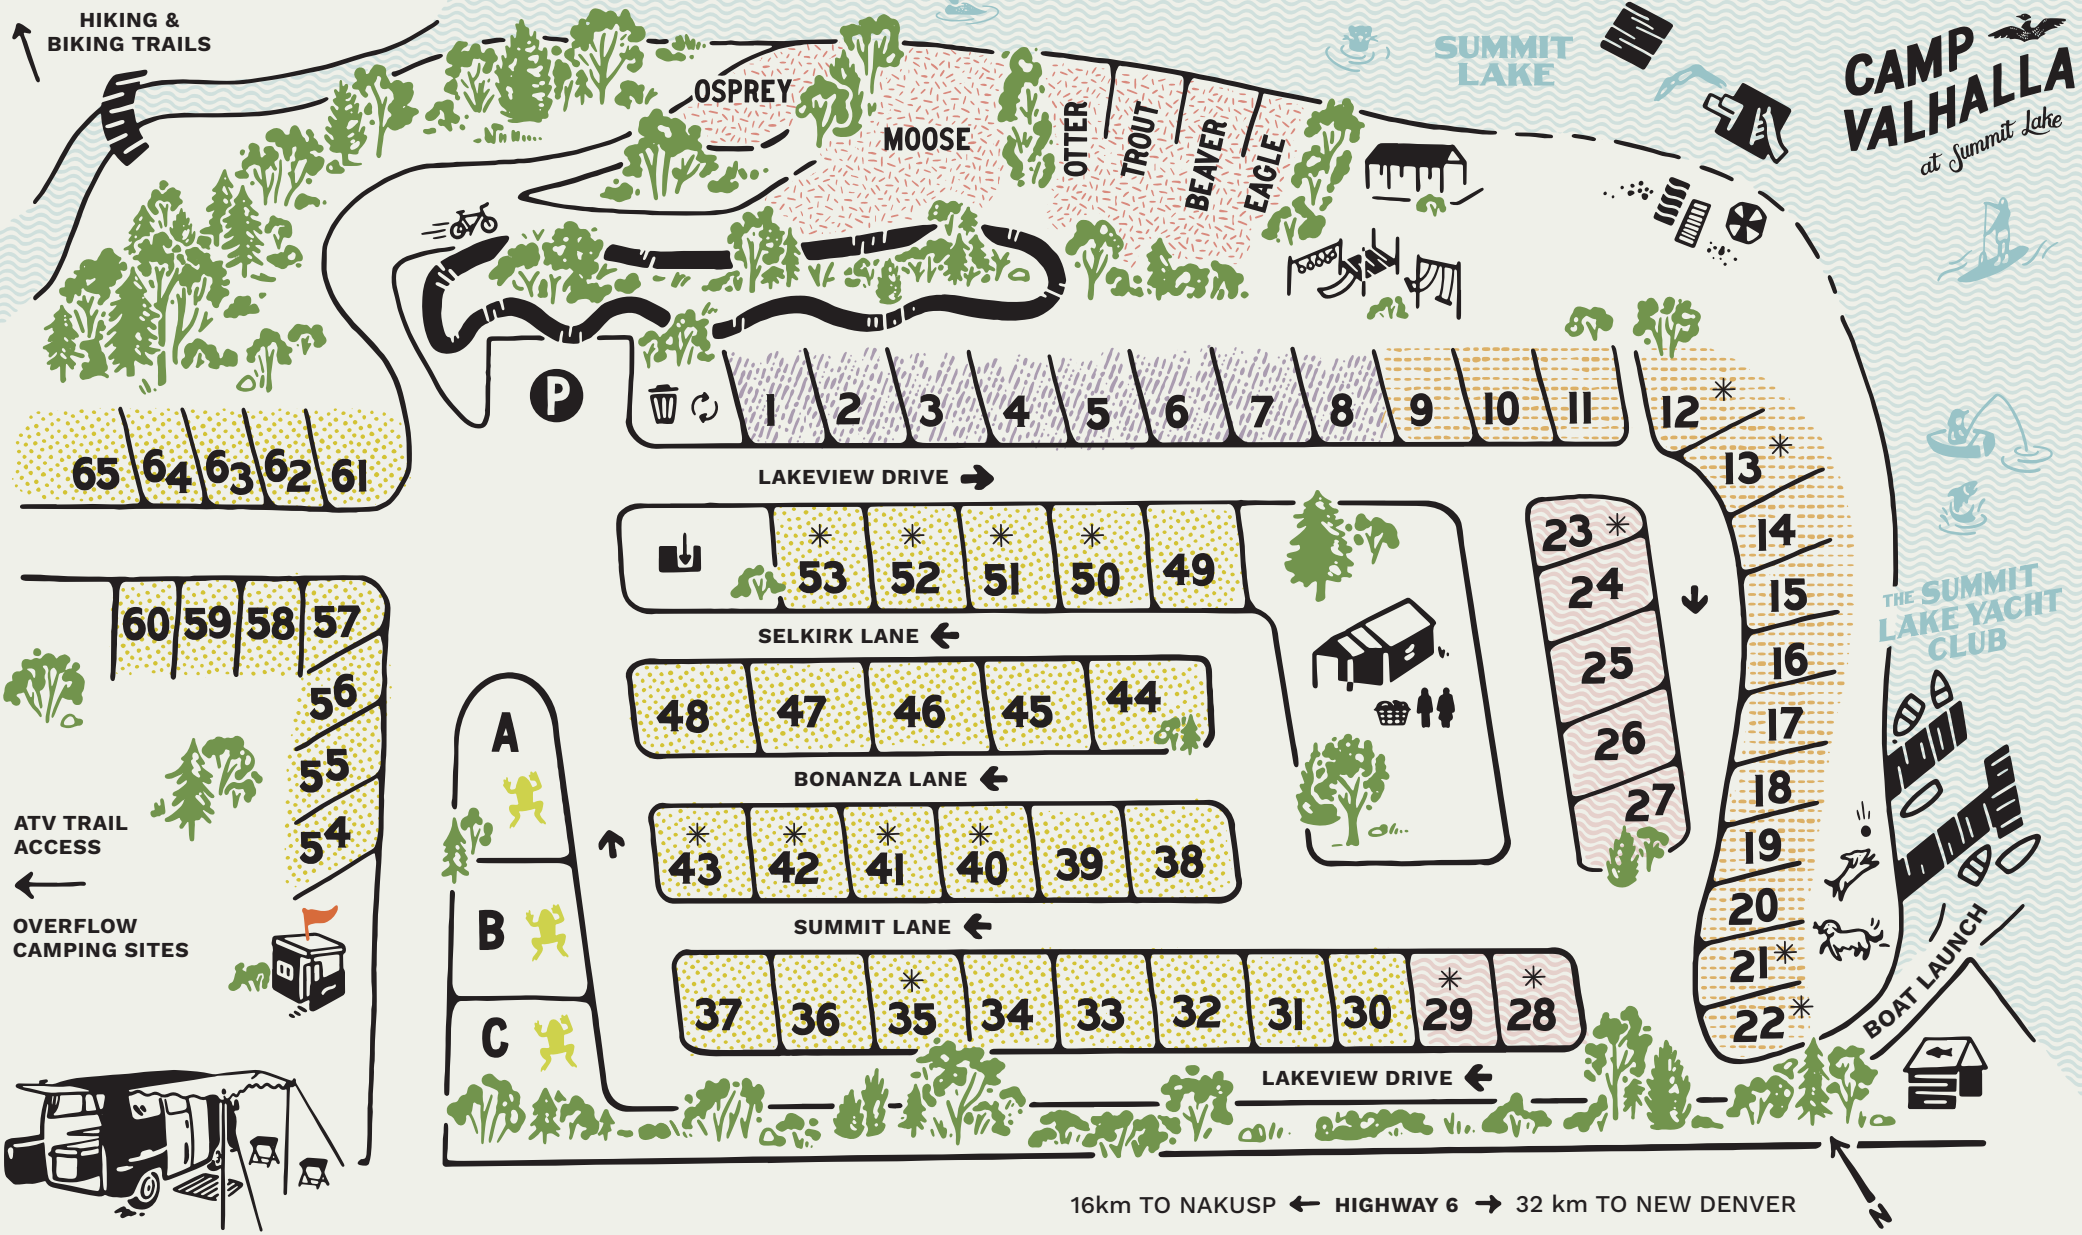 HIKING &
BIKING TRAILS
SUMMIT
LAKE
CAMP
VALHALLA
at Summit Lake
OSPREY
MOOSE
OTTER
TROUT
BEAVER
EAGLE
P
1 2 3 4 5 6 7 8 9 10 11
12
13
14
15
16
17
18
19
20
21
22
65 64 63 62 61
LAKEVIEW DRIVE
53 52 51 50 49
23
24
25
26
27
SELKIRK LANE
THE SUMMIT
LAKE YACHT
CLUB
60 59 58 57
56
55
54
48 47 46 45 44
A
B
C
BONANZA LANE
43 42 41 40 39 38
ATV TRAIL
ACCESS
OVERFLOW
CAMPING SITES
SUMMIT LANE
37 36 35 34 33 32 31 30 29 28
BOAT LAUNCH
LAKEVIEW DRIVE
16km TO NAKUSP HIGHWAY 6 32 km TO NEW DENVER
N